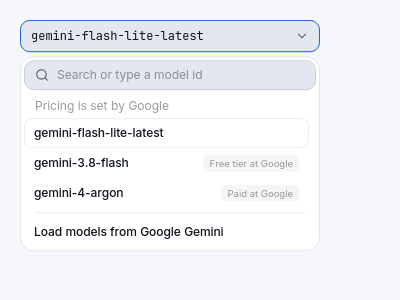 gemini-flash-lite-latest
Search or type a model id
Pricing is set by Google
gemini-flash-lite-latest
gemini-3.8-flash Free tier at Google
gemini-4-argon Paid at Google
Load models from Google Gemini